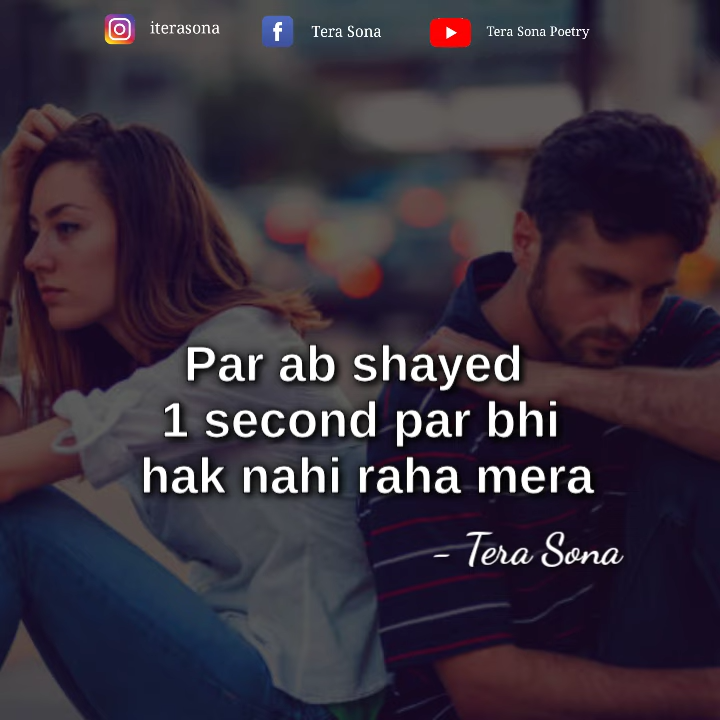 iterasona Tera Sona Tera Sona Poetry
Par ab shayed
1 second par bhi
hak nahi raha mera
- Tera Sona